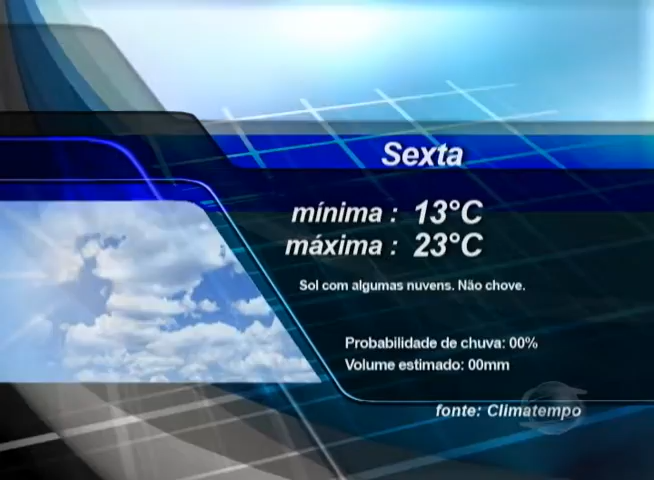 Sexta
mínima : 13°C
máxima : 23°C
Sol com algumas nuvens. Não chove.
Probabilidade de chuva: 00%
Volume estimado: 00mm
fonte: Climatempo